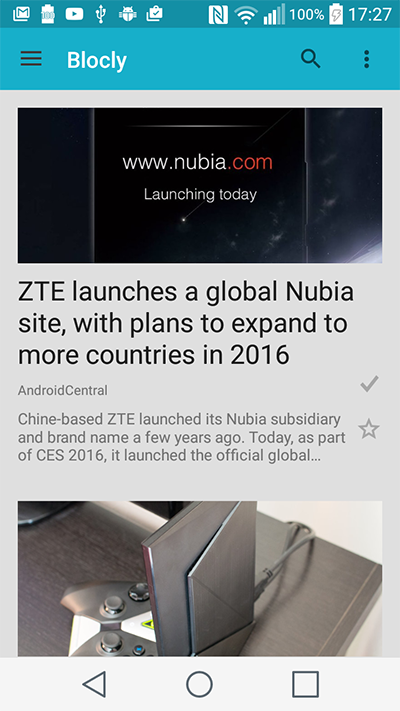 100% 17:27
Blocly
www.nubia.com
Launching today
ZTE launches a global Nubia
site, with plans to expand to
more countries in 2016
AndroidCentral
Chine-based ZTE launched its Nubia subsidiary
and brand name a few years ago. Today, as part
of CES 2016, it launched the official global...